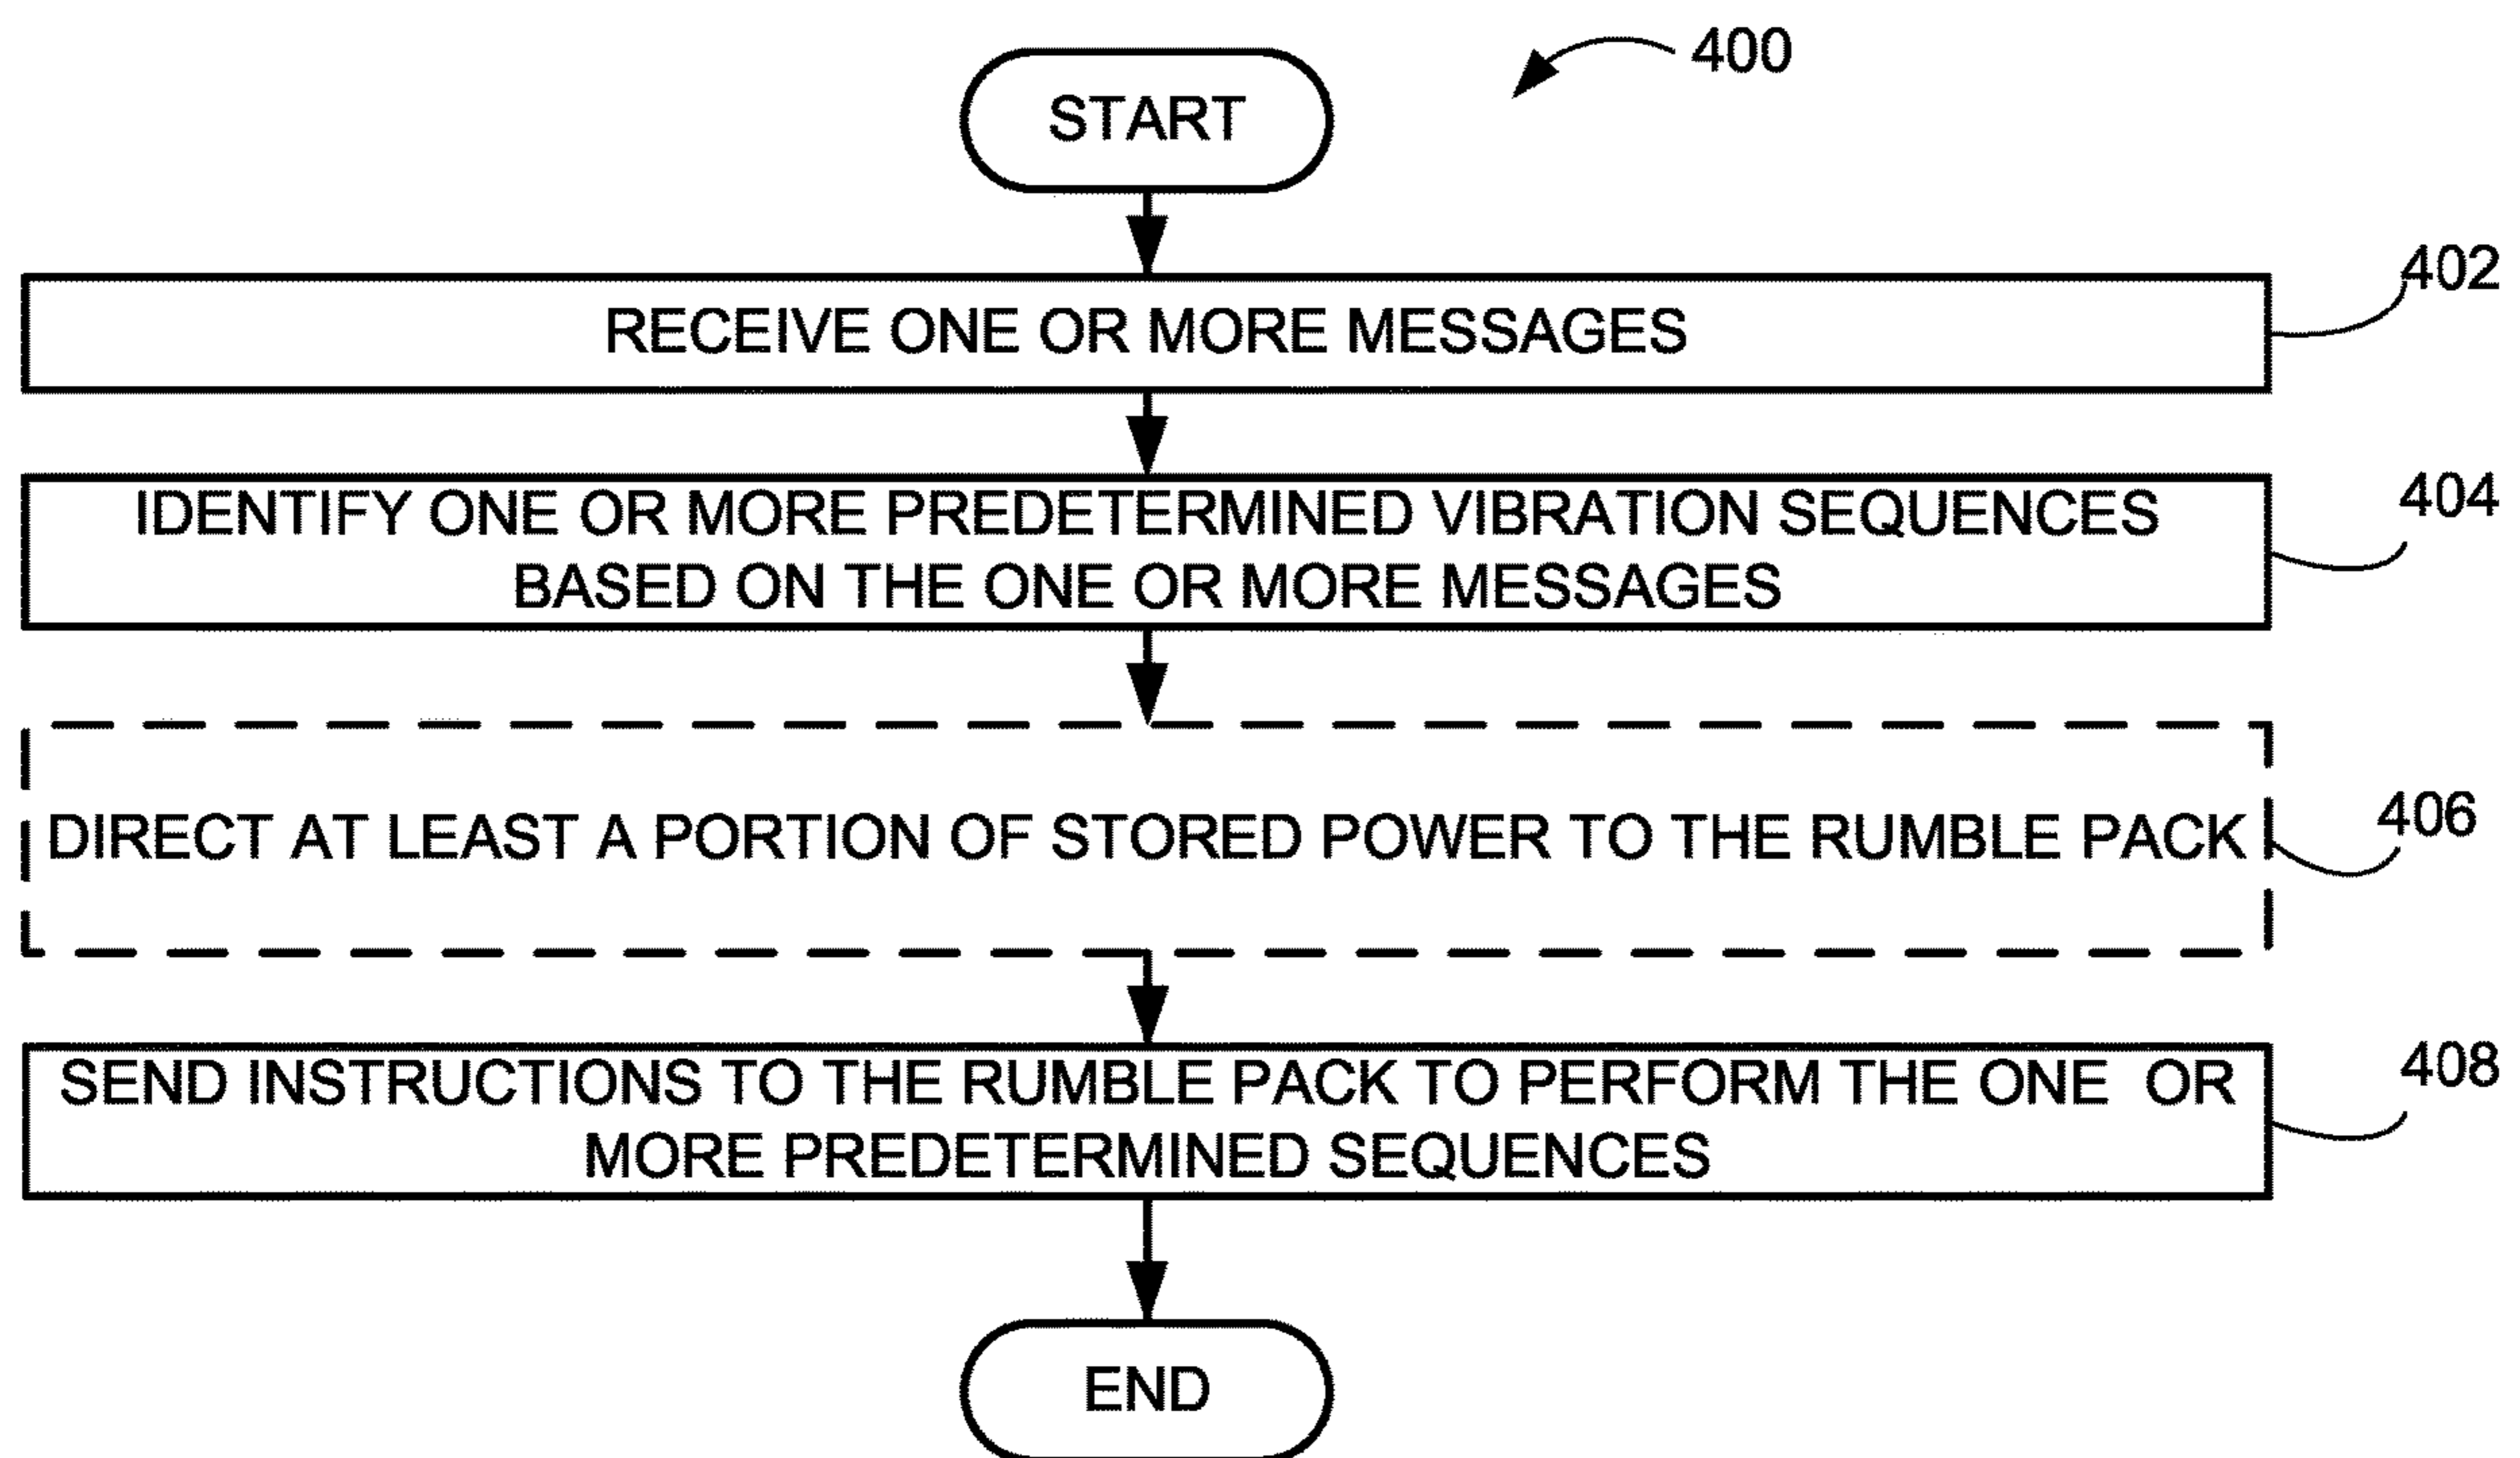 400
START
402
RECEIVE ONE OR MORE MESSAGES
404
IDENTIFY ONE OR MORE PREDETERMINED VIBRATION SEQUENCES
BASED ON THE ONE OR MORE MESSAGES
406
DIRECT AT LEAST A PORTION OF STORED POWER TO THE RUMBLE PACK
408
SEND INSTRUCTIONS TO THE RUMBLE PACK TO PERFORM THE ONE OR
MORE PREDETERMINED SEQUENCES
END